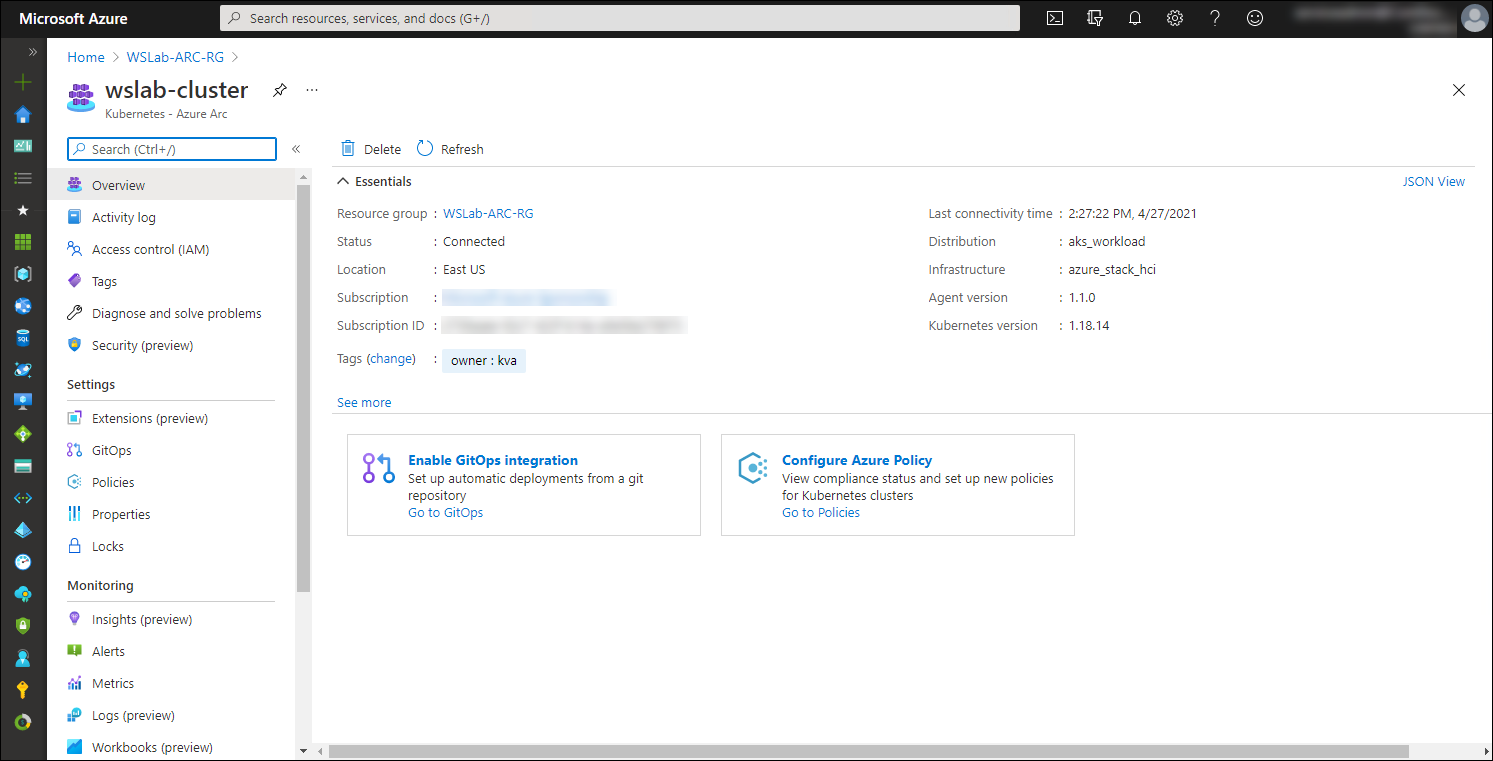 Microsoft Azure
Search resources, services, and docs (G+/)
Home > WSLab-ARC-RG >
wslab-cluster
Kubernetes - Azure Arc
Search (Ctrl+/)
Overview
Activity log
Access control (IAM)
Tags
Diagnose and solve problems
Security (preview)
Settings
Extensions (preview)
GitOps
Policies
Properties
Locks
Monitoring
Insights (preview)
Alerts
Metrics
Logs (preview)
Workbooks (preview)
Delete Refresh
Essentials
JSON View
Resource group : WSLab-ARC-RG
Status : Connected
Location : East US
Subscription :
Subscription ID :
Tags (change) : owner : kva
Last connectivity time : 2:27:22 PM, 4/27/2021
Distribution : aks_workload
Infrastructure : azure_stack_hci
Agent version : 1.1.0
Kubernetes version : 1.18.14
See more
Enable GitOps integration
Set up automatic deployments from a git
repository
Go to GitOps
Configure Azure Policy
View compliance status and set up new policies
for Kubernetes clusters
Go to Policies